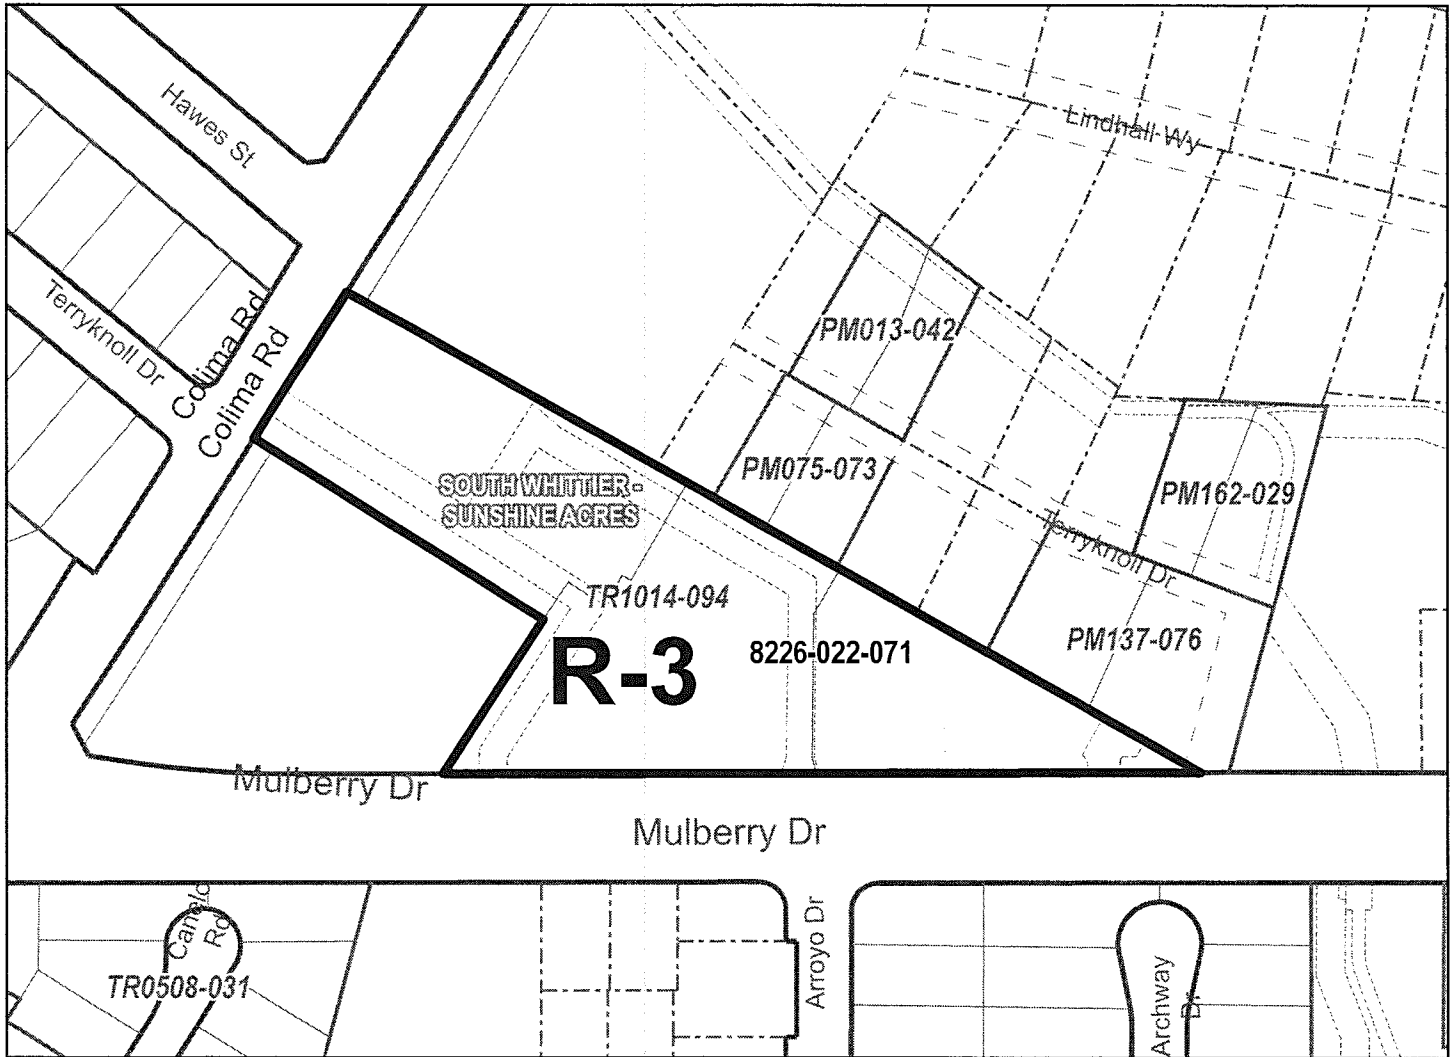 Hawes St
Lindhall Wy
Terryknoll Dr
Colima Rd
Colima Rd
PM013-042
PM075-073
PM162-029
SOUTH WHITTIER -
SUNSHINE ACRES
Terryknoll Dr
TR1014-094
PM137-076
R-3
8226-022-071
Mulberry Dr
Mulberry Dr
Rd
TR0508-031
Arroyo Dr
Archway
Dr